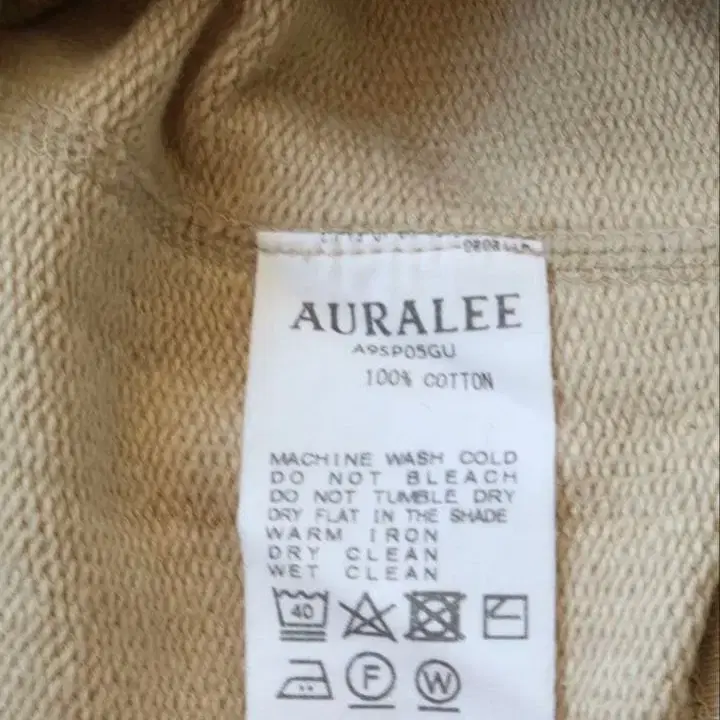 AURALEE
A9SP05GU
100% COTTON
MACHINE WASH COLD
DO NOT BLEACH
DO NOT TUMBLE DRY
DRY FLAT IN THE SHADE
WARM IRON
DRY CLEAN
WET CLEAN
40
F W